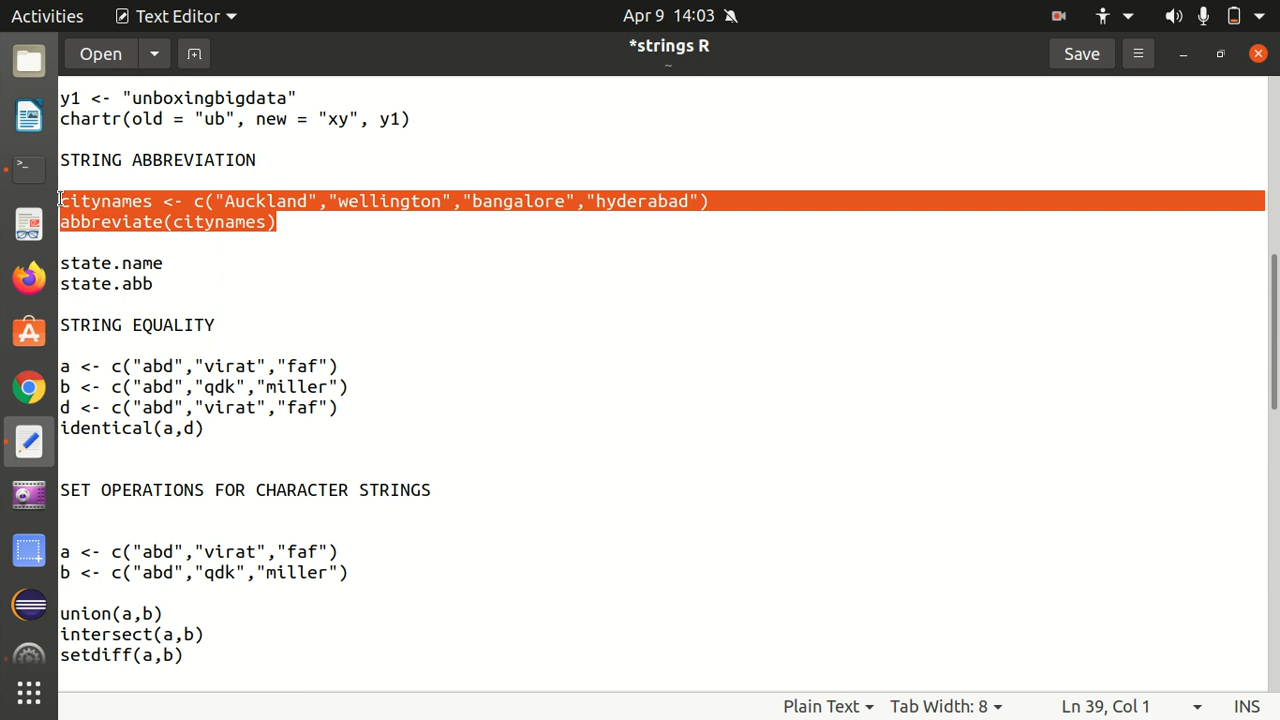 Activities Text Editor Apr 9 14:03
Open *strings R Save
~
y1 <- "unboxingbigdata"
chartr(old = "ub", new = "xy", y1)
STRING ABBREVIATION
citynames <- c("Auckland","wellington","bangalore","hyderabad")
abbreviate(citynames)
state.name
state.abb
STRING EQUALITY
a <- c("abd","virat","faf")
b <- c("abd","qdk","miller")
d <- c("abd","virat","faf")
identical(a,d)
SET OPERATIONS FOR CHARACTER STRINGS
a <- c("abd","virat","faf")
b <- c("abd","qdk","miller")
union(a,b)
intersect(a,b)
setdiff(a,b)
Plain Text Tab Width: 8 Ln 39, Col 1 INS